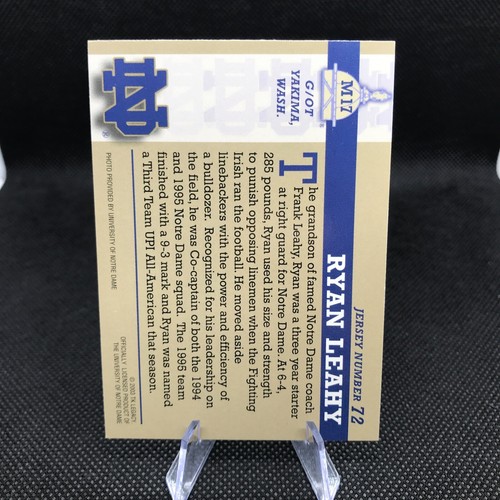 M17
G/OT
YAKIMA,
WASH.
JERSEY NUMBER 72
RYAN LEAHY
The grandson of famed Notre Dame coach
Frank Leahy, Ryan was a three year starter
at right guard for Notre Dame. At 6-4,
285 pounds, Ryan used his size and strength
to punish opposing linemen when the Fighting
Irish ran the football. He moved aside
linebackers with the power and efficiency of
a bulldozer. Recognized for his leadership on
the field, he was Co-captain of both the 1994
and 1995 Notre Dame squad. The 1995 team
finished with a 9-3 mark and Ryan was named
a Third Team UPI All-American that season.
ND
PHOTO PROVIDED BY UNIVERSITY OF NOTRE DAME
© 2003 TK LEGACY
OFFICIALLY LICENSED PRODUCT OF
THE UNIVERSITY OF NOTRE DAME